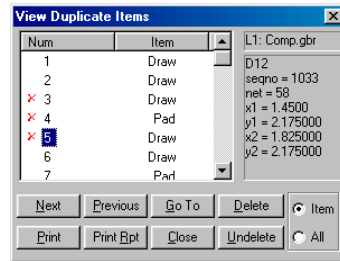 View Duplicate Items
Num Item
1 Draw
2 Draw
3 Draw
4 Pad
5 Draw
6 Draw
7 Pad
L1: Comp.gbr
D12
seqno = 1033
net = 58
x1 = 1.4500
y1 = 2.175000
x2 = 1.825000
y2 = 2.175000
Next Previous Go To Delete Item
Print Print Rpt Close Undelete All